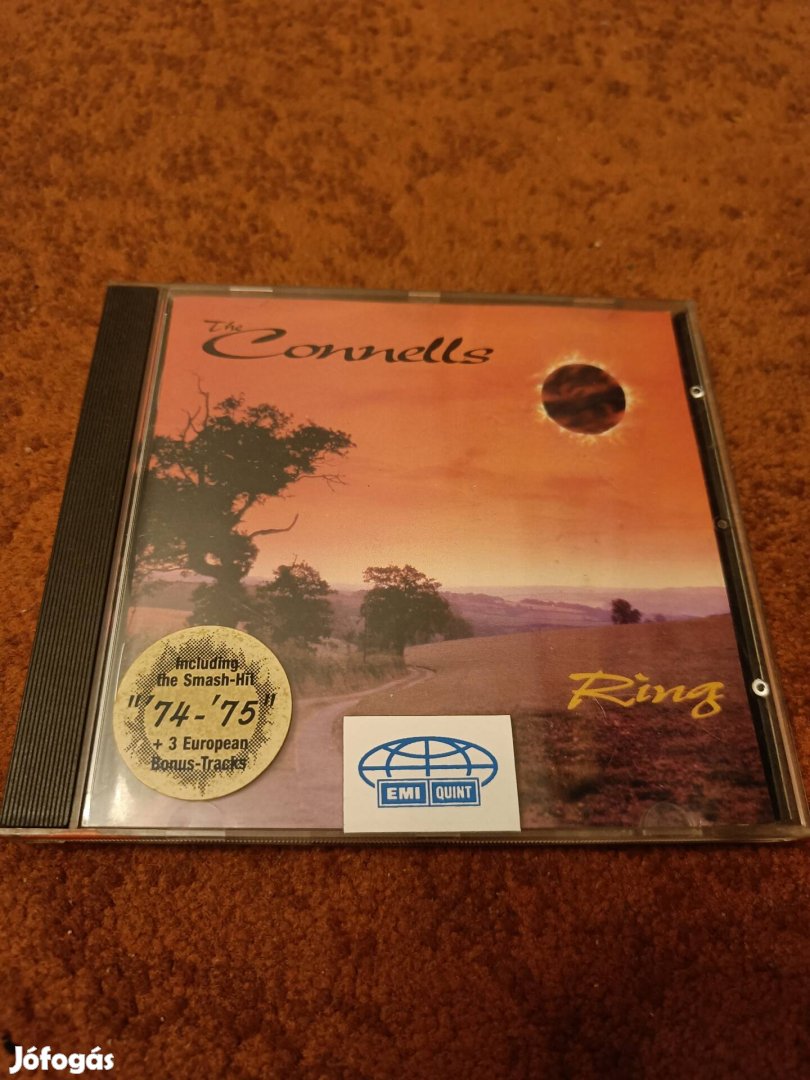 The
Connells
Including
the Smash-Hit
"'74-'75"
+ 3 European
Bonus-Tracks
Ring
EMI QUINT
Jófogás